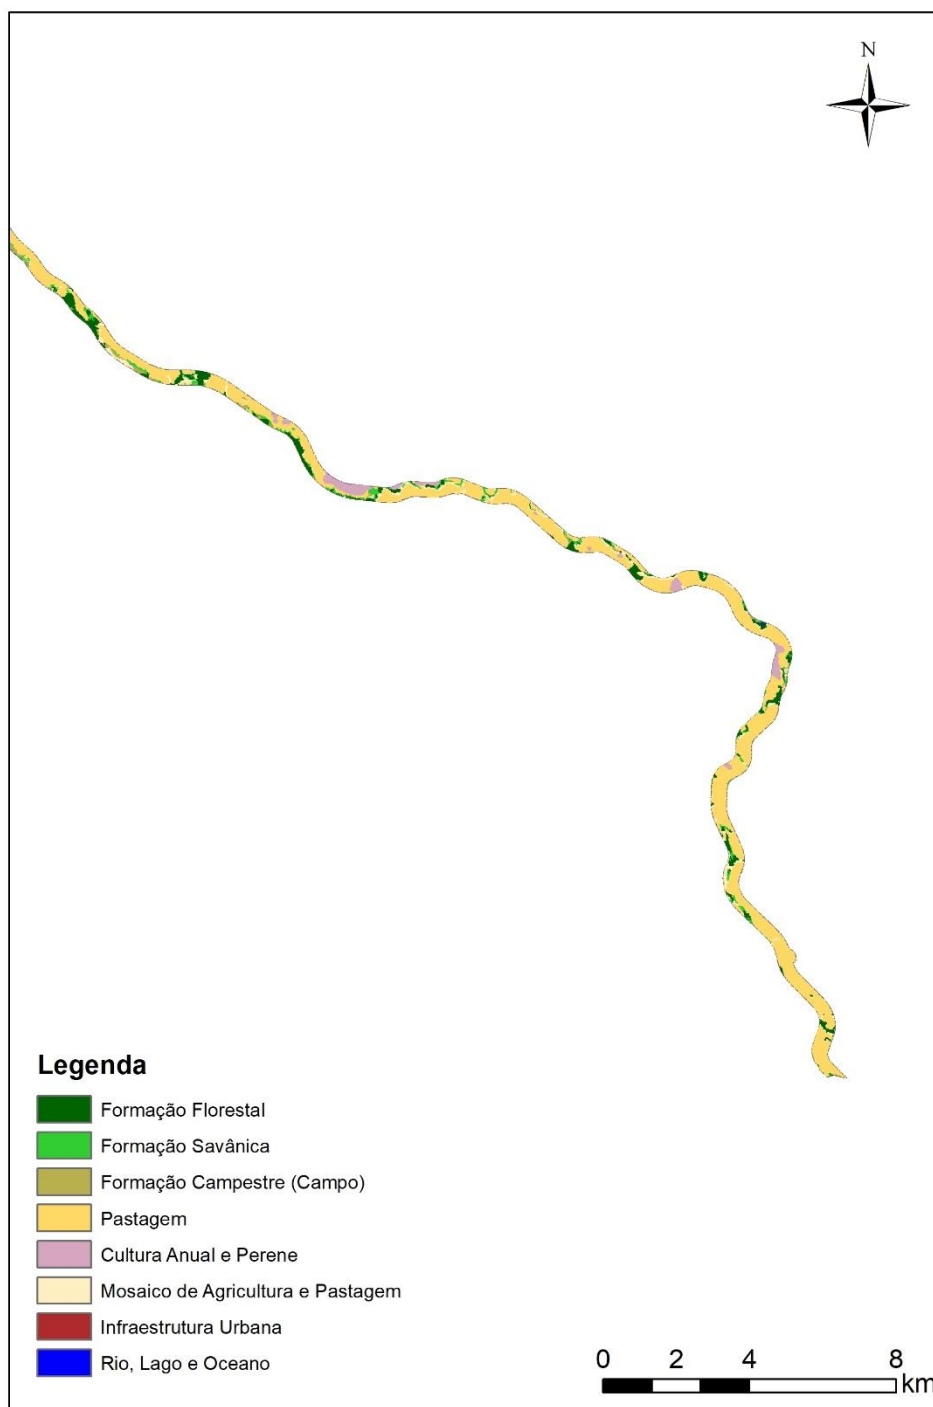 N
Legenda
Formação Florestal
Formação Savânica
Formação Campestre (Campo)
Pastagem
Cultura Anual e Perene
Mosaico de Agricultura e Pastagem
Infraestrutura Urbana
Rio, Lago e Oceano
0 2 4 8
km